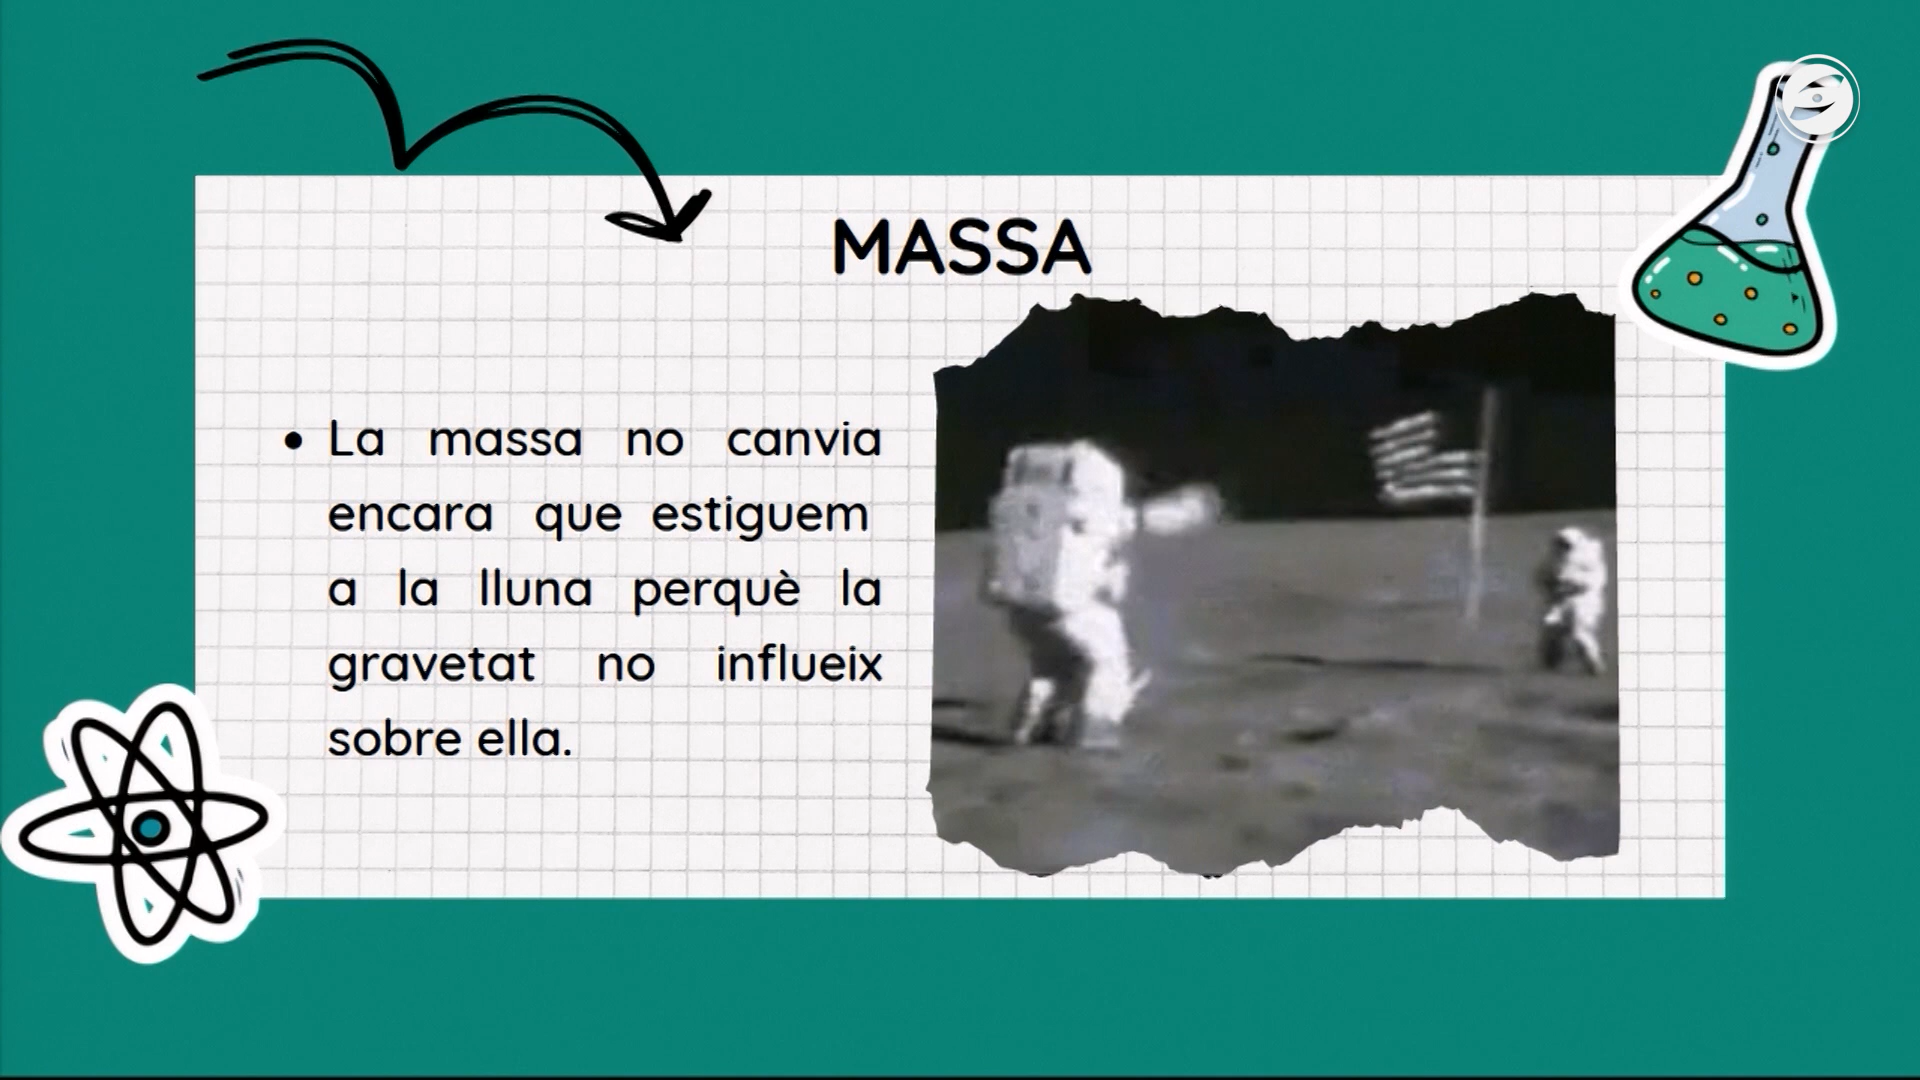 MASSA
• La massa no canvia
encara que estiguem
a la lluna perquè la
gravetat no influeix
sobre ella.